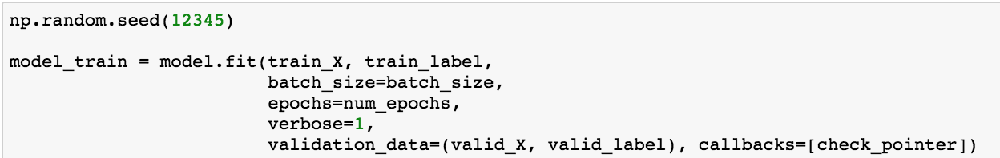 np.random.seed(12345)
model_train = model.fit(train_X, train_label,
batch_size=batch_size,
epochs=num_epochs,
verbose=1,
validation_data=(valid_X, valid_label), callbacks=[check_pointer])